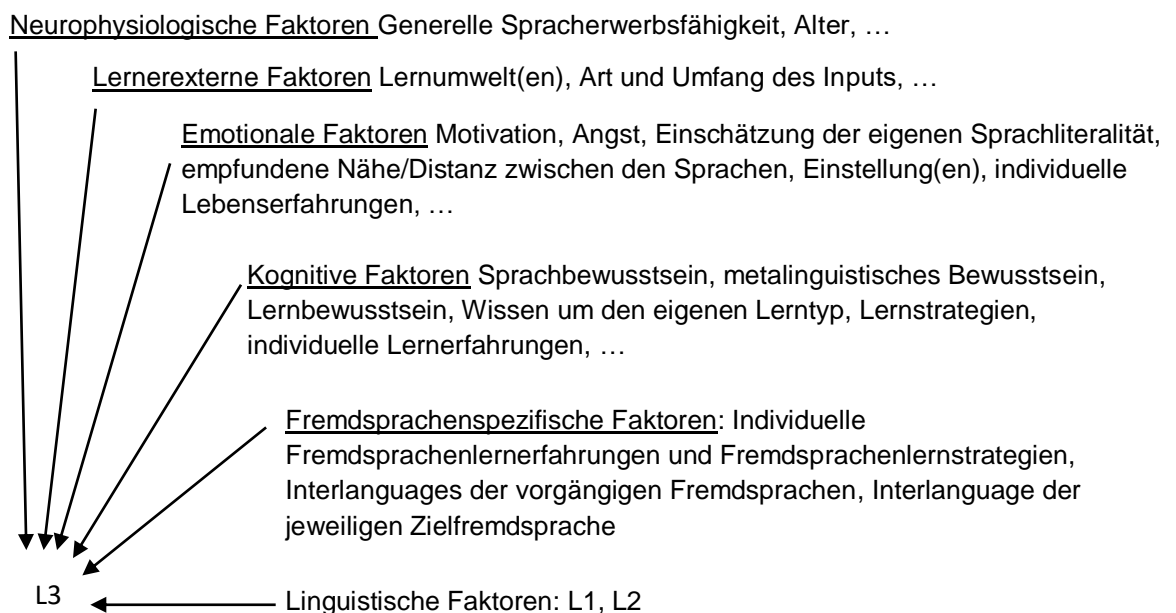 Neurophysiologische Faktoren Generelle Spracherwerbsfähigkeit, Alter, …
Lernerexterne Faktoren Lernumwelt(en), Art und Umfang des Inputs, …
Emotionale Faktoren Motivation, Angst, Einschätzung der eigenen Sprachliteralität,
empfundene Nähe/Distanz zwischen den Sprachen, Einstellung(en), individuelle
Lebenserfahrungen, …
Kognitive Faktoren Sprachbewusstsein, metalinguistisches Bewusstsein,
Lernbewusstsein, Wissen um den eigenen Lerntyp, Lernstrategien,
individuelle Lernerfahrungen, …
Fremdsprachenspezifische Faktoren: Individuelle
Fremdsprachenlernerfahrungen und Fremdsprachenlernstrategien,
Interlanguages der vorgängigen Fremdsprachen, Interlanguage der
jeweiligen Zielfremdsprache
L3
Linguistische Faktoren: L1, L2